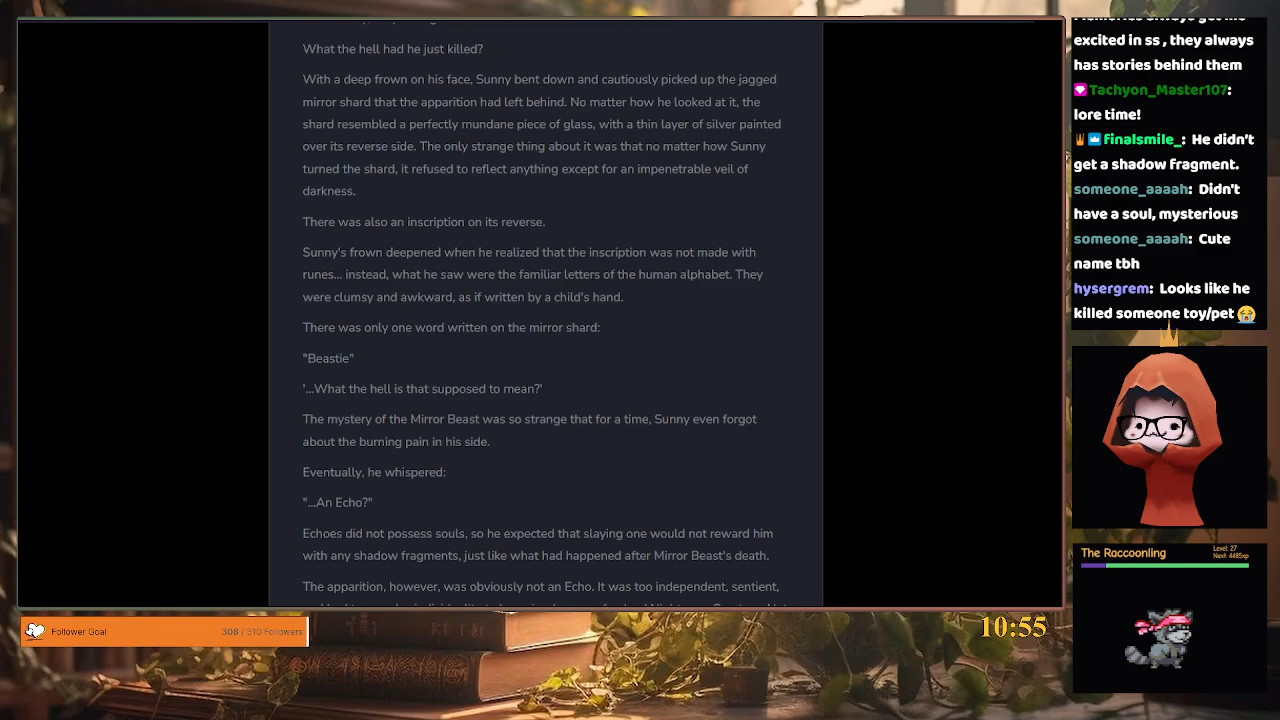 What the hell had he just killed?
With a deep frown on his face, Sunny bent down and cautiously picked up the jagged
mirror shard that the apparition had left behind. No matter how he looked at it, the
shard resembled a perfectly mundane piece of glass, with a thin layer of silver painted
over its reverse side. The only strange thing about it was that no matter how Sunny
turned the shard, it refused to reflect anything except for an impenetrable veil of
darkness.
There was also an inscription on its reverse.
Sunny's frown deepened when he realized that the inscription was not made with
runes... instead, what he saw were the familiar letters of the human alphabet. They
were clumsy and awkward, as if written by a child's hand.
There was only one word written on the mirror shard:
"Beastie"
'...What the hell is that supposed to mean?'
The mystery of the Mirror Beast was so strange that for a time, Sunny even forgot
about the burning pain in his side.
Eventually, he whispered:
"...An Echo?"
Echoes did not possess souls, so he expected that slaying one would not reward him
with any shadow fragments, just like what had happened after Mirror Beast's death.
The apparition, however, was obviously not an Echo. It was too independent, sentient,
excited in ss , they always
has stories behind them
Tachyon_Master107:
lore time!
finalsmile_: He didn't
get a shadow fragment.
someone_aaaah: Didn't
have a soul, mysterious
someone_aaaah: Cute
name tbh
hysergrem: Looks like he
killed someone toy/pet
The Raccoonling
Level: 27
Next: 4485xp
Follower Goal
306 / 310 Followers
10:55